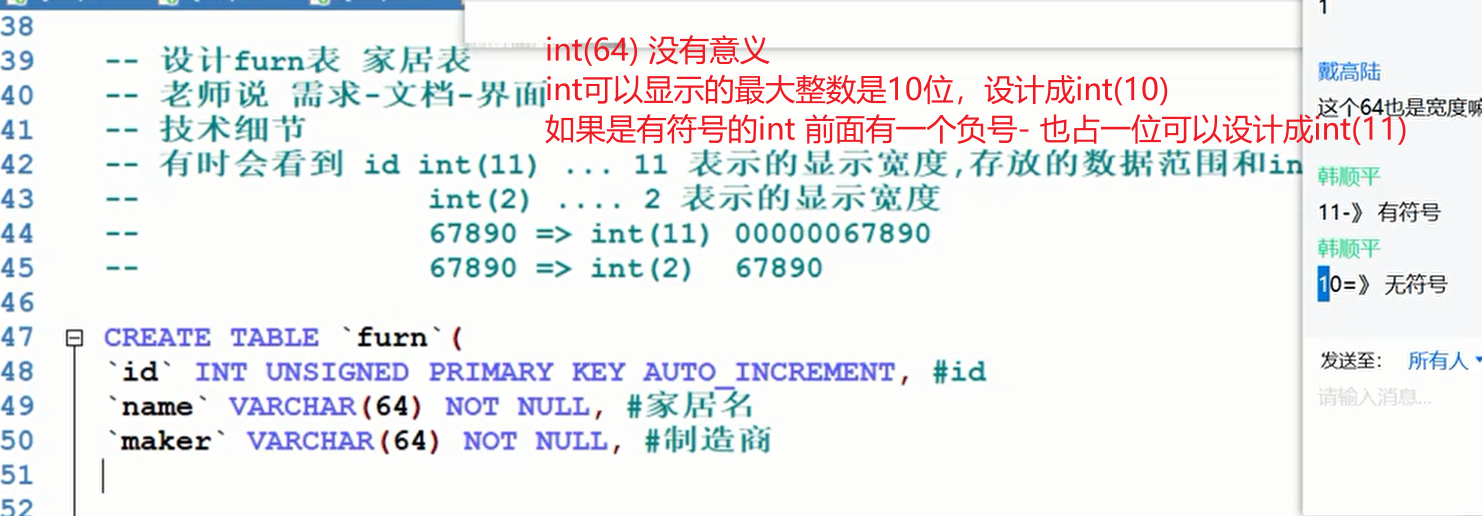 38
39 -- 设计furn表 家居表
40 -- 老师说 需求-文档-界面
41 -- 技术细节
42 -- 有时会看到 id int(11) ... 11 表示的显示宽度,存放的数据范围和in
43 -- int(2) .... 2 表示的显示宽度
44 -- 67890 => int(11) 00000067890
45 -- 67890 => int(2) 67890
46
47 CREATE TABLE `furn`(
48 `id` INT UNSIGNED PRIMARY KEY AUTO_INCREMENT, #id
49 `name` VARCHAR(64) NOT NULL, #家居名
50 `maker` VARCHAR(64) NOT NULL, #制造商
51
52
int(64) 没有意义
int可以显示的最大整数是10位，设计成int(10)
如果是有符号的int 前面有一个负号- 也占一位可以设计成int(11)
1
戴高陆
这个64也是宽度嘛
韩顺平
11-》 有符号
韩顺平
10=》 无符号
发送至： 所有人
请输入消息...